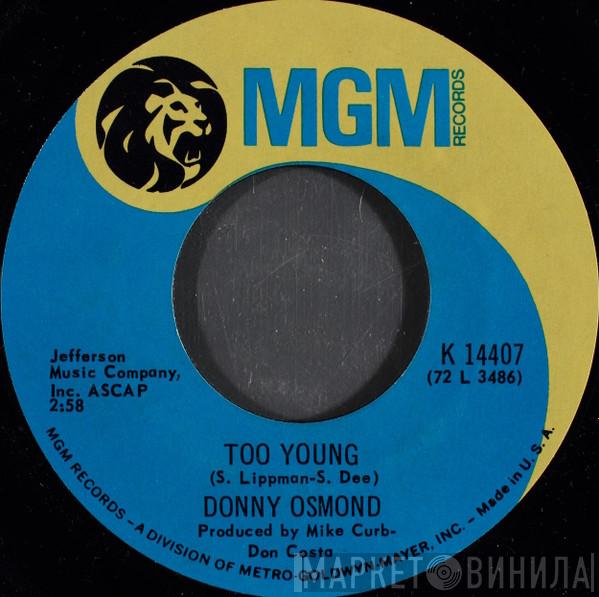 MGM
RECORDS
Jefferson
Music Company,
Inc. ASCAP
2:58
K 14407
(72 L 3486)
TOO YOUNG
(S. Lippman-S. Dee)
DONNY OSMOND
Produced by Mike Curb-
Don Costa
MGM RECORDS – A DIVISION OF METRO-GOLDWYN-MAYER, INC. – Made in U. S. A.
МАРКЕТ ВИНИЛА